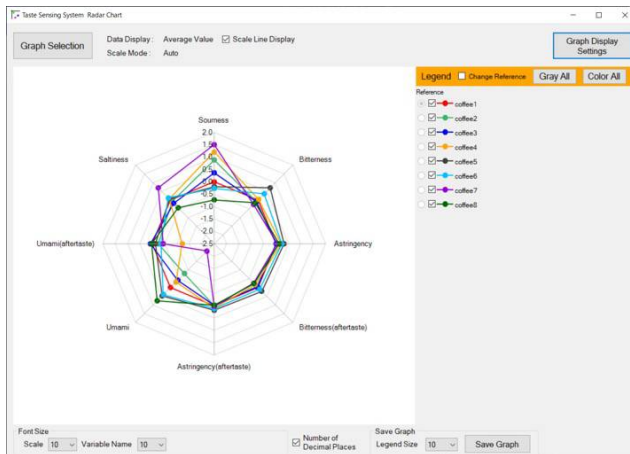 Taste Sensing System Radar Chart
Graph Selection
Data Display : Average Value Scale Line Display
Scale Mode : Auto
Graph Display
Settings
Legend Change Reference Gray All Color All
Reference
coffee1
coffee2
coffee3
coffee4
coffee5
coffee6
coffee7
coffee8
Sourness
2.0
1.5
1.0
0.5
0.0
-0.5
-1.0
-1.5
-2.0
-2.5
Saltiness
Bitterness
Umami(aftertaste)
Astringency
Umami
Bitterness(aftertaste)
Astringency(aftertaste)
Font Size
Scale 10 Variable Name 10
Number of
Decimal Places
Save Graph
Legend Size 10 Save Graph